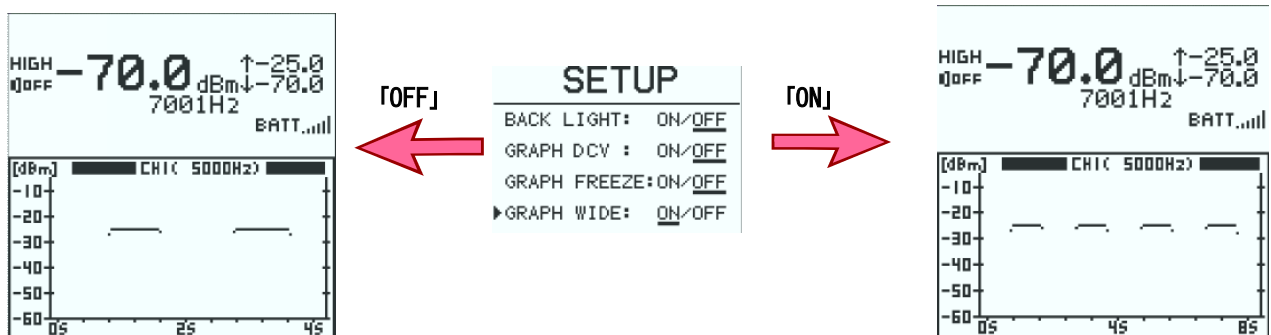 HIGH -70.0 dBm ↑-25.0
OFF ↓-70.0
7001Hz
BATT
[dBm] CH1( 5000Hz)
-10
-20
-30
-40
-50
-60
0S 2S 4S
「OFF」
SETUP
BACK LIGHT: ON/OFF
GRAPH DCV : ON/OFF
GRAPH FREEZE:ON/OFF
▶GRAPH WIDE: ON/OFF
「ON」
HIGH -70.0 dBm ↑-25.0
OFF ↓-70.0
7001Hz
BATT
[dBm] CH1( 5000Hz)
-10
-20
-30
-40
-50
-60
0S 4S 8S